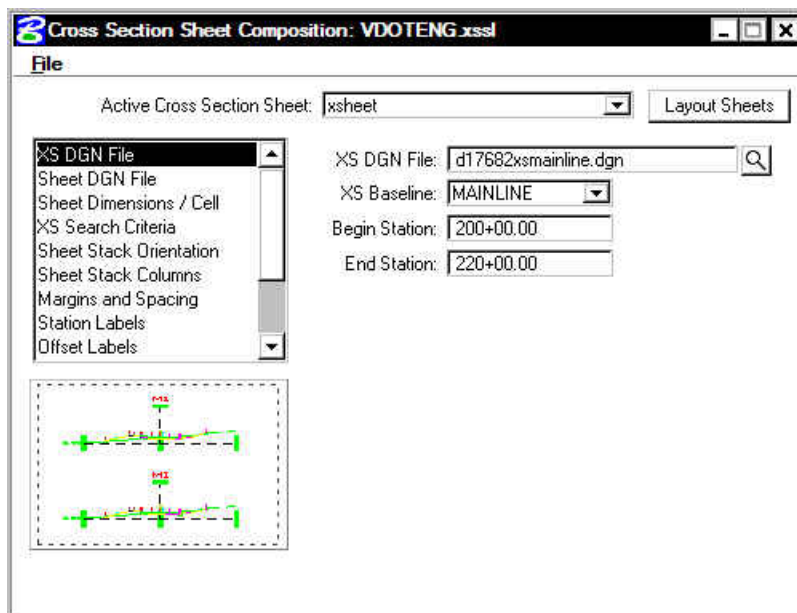 Cross Section Sheet Composition: VDOTENG.xssl
File
Active Cross Section Sheet: xsheet Layout Sheets
XS DGN File
Sheet DGN File
Sheet Dimensions / Cell
XS Search Criteria
Sheet Stack Orientation
Sheet Stack Columns
Margins and Spacing
Station Labels
Offset Labels
XS DGN File: d17682xsmainline.dgn
XS Baseline: MAINLINE
Begin Station: 200+00.00
End Station: 220+00.00